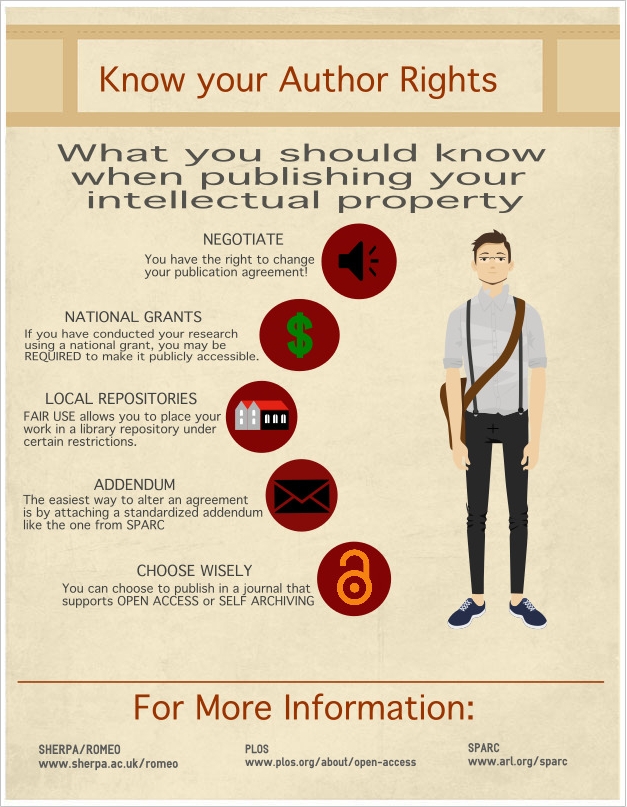 Know your Author Rights
What you should know
when publishing your
intellectual property
NEGOTIATE
You have the right to change
your publication agreement!
NATIONAL GRANTS
If you have conducted your research
using a national grant, you may be
REQUIRED to make it publicly accessible.
LOCAL REPOSITORIES
FAIR USE allows you to place your
work in a library repository under
certain restrictions.
ADDENDUM
The easiest way to alter an agreement
is by attaching a standardized addendum
like the one from SPARC
CHOOSE WISELY
You can choose to publish in a journal that
supports OPEN ACCESS or SELF ARCHIVING
For More Information:
SHERPA/ROMEO
www.sherpa.ac.uk/romeo
PLOS
www.plos.org/about/open-access
SPARC
www.arl.org/sparc